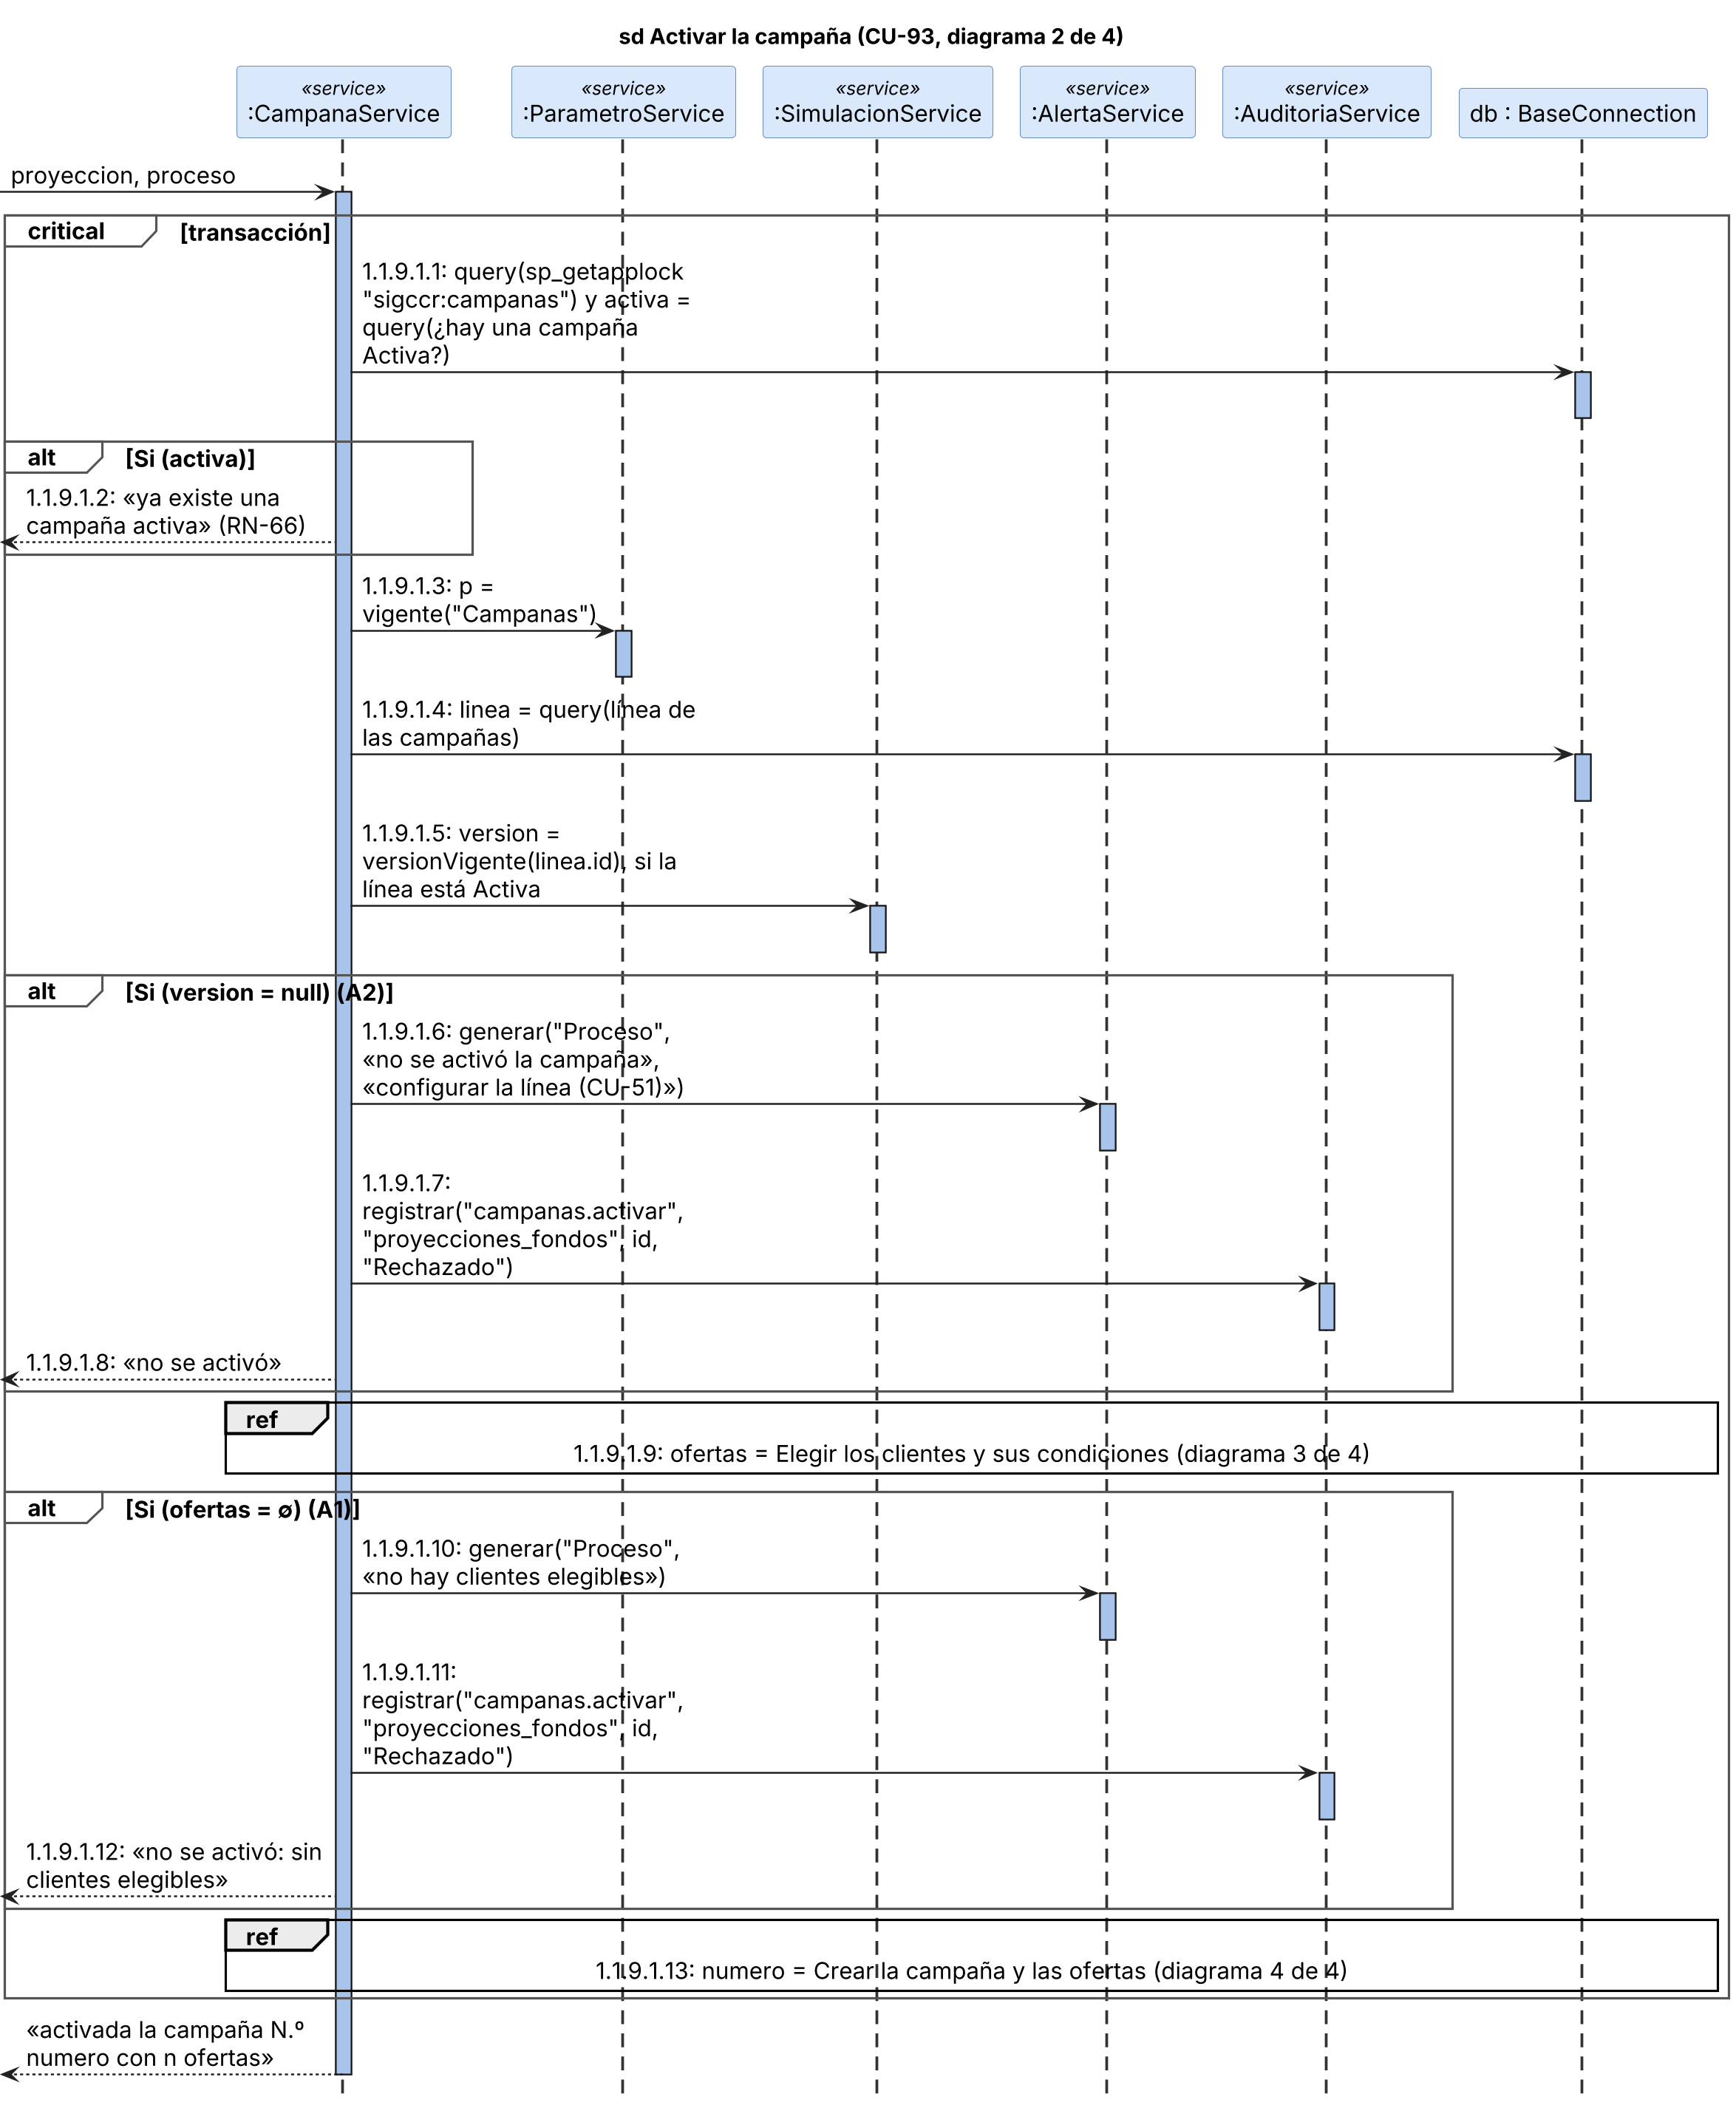 sd Activar la campaña (CU-93, diagrama 2 de 4)
«service»
:CampanaService
«service»
:ParametroService
«service»
:SimulacionService
«service»
:AlertaService
«service»
:AuditoriaService
db : BaseConnection
proyeccion, proceso
critical [transacción]
1.1.9.1.1: query(sp_getapplock
"sigccr:campanas") y activa =
query(¿hay una campaña
Activa?)
alt [Si (activa)]
1.1.9.1.2: «ya existe una
campaña activa» (RN-66)
1.1.9.1.3: p =
vigente("Campanas")
1.1.9.1.4: linea = query(línea de
las campañas)
1.1.9.1.5: version =
versionVigente(linea.id), si la
línea está Activa
alt [Si (version = null) (A2)]
1.1.9.1.6: generar("Proceso",
«no se activó la campaña»,
«configurar la línea (CU-51)»)
1.1.9.1.7:
registrar("campanas.activar",
"proyecciones_fondos", id,
"Rechazado")
1.1.9.1.8: «no se activó»
ref
1.1.9.1.9: ofertas = Elegir los clientes y sus condiciones (diagrama 3 de 4)
alt [Si (ofertas = ø) (A1)]
1.1.9.1.10: generar("Proceso",
«no hay clientes elegibles»)
1.1.9.1.11:
registrar("campanas.activar",
"proyecciones_fondos", id,
"Rechazado")
1.1.9.1.12: «no se activó: sin
clientes elegibles»
ref
1.1.9.1.13: numero = Crear la campaña y las ofertas (diagrama 4 de 4)
«activada la campaña N.º
numero con n ofertas»